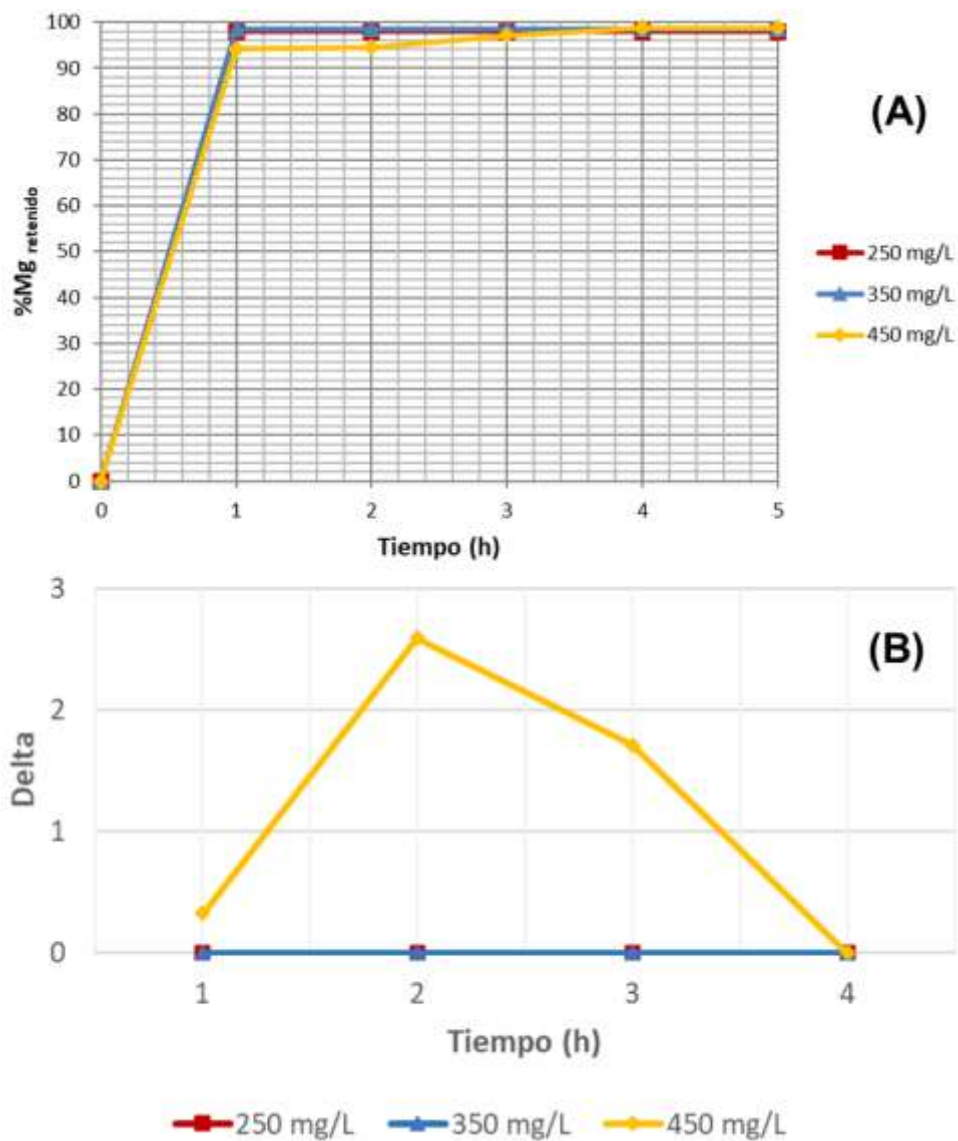 100
90
80
70
60
50
40
30
20
10
0
%Mg retenido
0 1 2 3 4 5
Tiempo (h)
(A)
250 mg/L
350 mg/L
450 mg/L
3
2
1
0
Delta
(B)
1 2 3 4
Tiempo (h)
250 mg/L 350 mg/L 450 mg/L